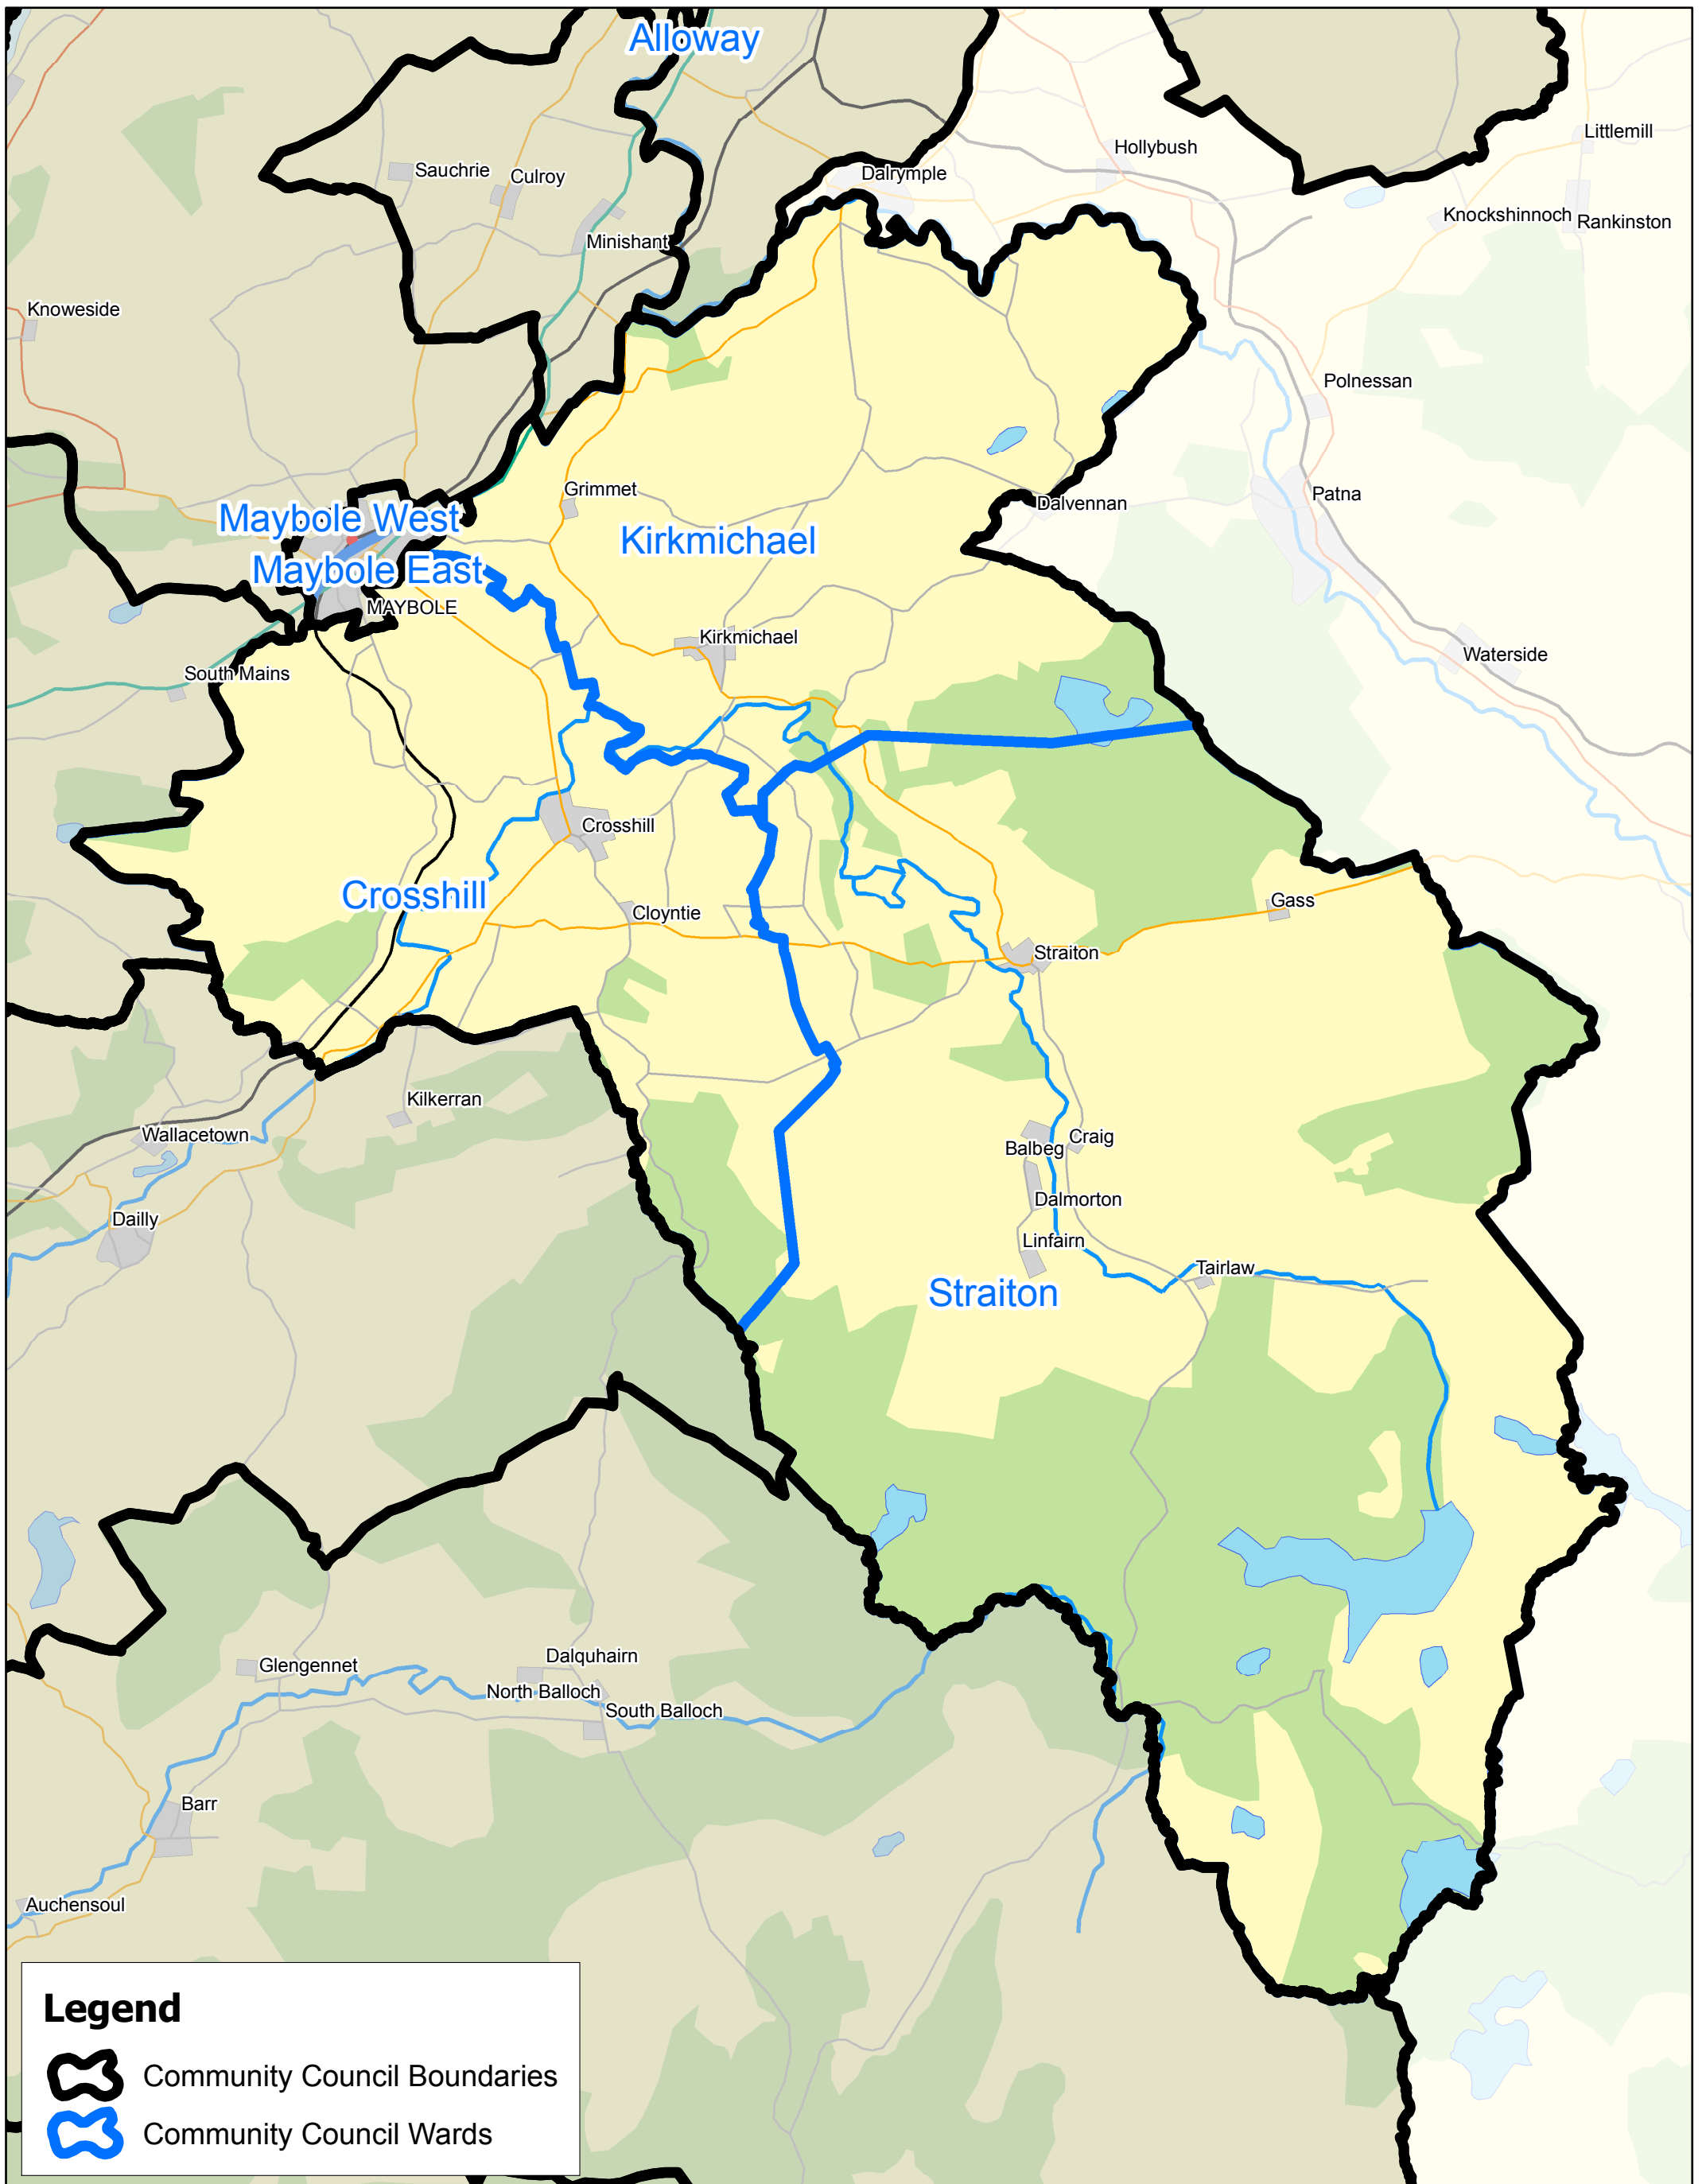 Alloway
Littlemill
Hollybush
Dalrymple
Sauchrie
Culroy
Knockshinnoch
Rankinston
Minishant
Knoweside
Polnessan
Grimmet
Patna
Dalvennan
Maybole West
Kirkmichael
Maybole East
MAYBOLE
Kirkmichael
Waterside
South Mains
Crosshill
Crosshill
Gass
Cloyntie
Straiton
Kilkerran
Wallacetown
Craig
Balbeg
Dalmorton
Dailly
Linfairn
Tairlaw
Straiton
Dalquhairn
Glengennet
North Balloch
South Balloch
Barr
Auchensoul
Legend
Community Council Boundaries
Community Council Wards